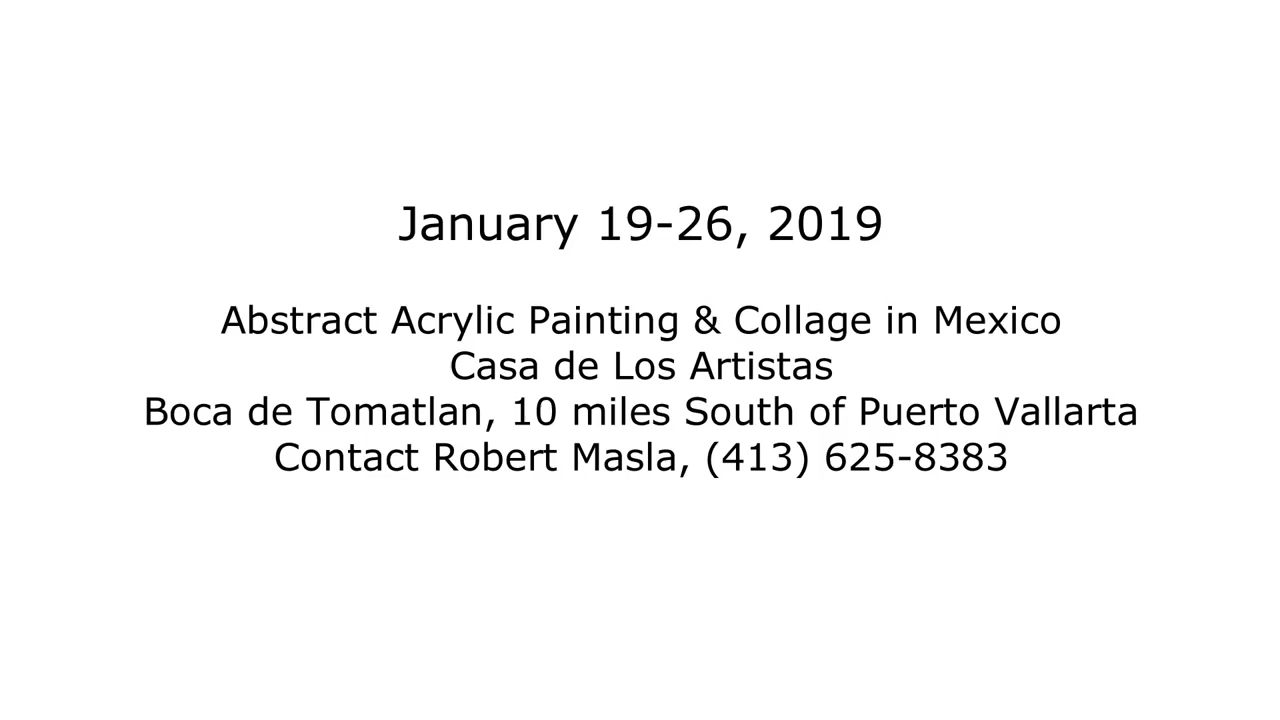 January 19-26, 2019
Abstract Acrylic Painting & Collage in Mexico
Casa de Los Artistas
Boca de Tomatlan, 10 miles South of Puerto Vallarta
Contact Robert Masla, (413) 625-8383